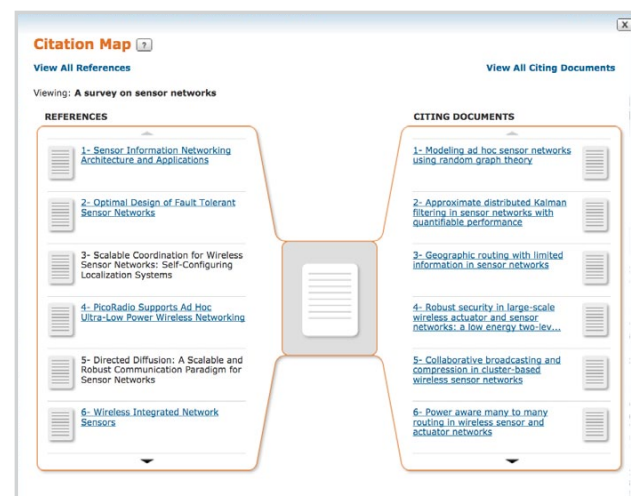 X
Citation Map ?
View All References
View All Citing Documents
Viewing: A survey on sensor networks
REFERENCES
1- Sensor Information Networking
Architecture and Applications
2- Optimal Design of Fault Tolerant
Sensor Networks
3- Scalable Coordination for Wireless
Sensor Networks: Self-Configuring
Localization Systems
4- PicoRadio Supports Ad Hoc
Ultra-Low Power Wireless Networking
5- Directed Diffusion: A Scalable and
Robust Communication Paradigm for
Sensor Networks
6- Wireless Integrated Network
Sensors
CITING DOCUMENTS
1- Modeling ad hoc sensor networks
using random graph theory
2- Approximate distributed Kalman
filtering in sensor networks with
quantifiable performance
3- Geographic routing with limited
information in sensor networks
4- Robust security in large-scale
wireless actuator and sensor
networks: a low energy two-lev...
5- Collaborative broadcasting and
compression in cluster-based
wireless sensor networks
6- Power aware many to many
routing in wireless sensor and
actuator networks